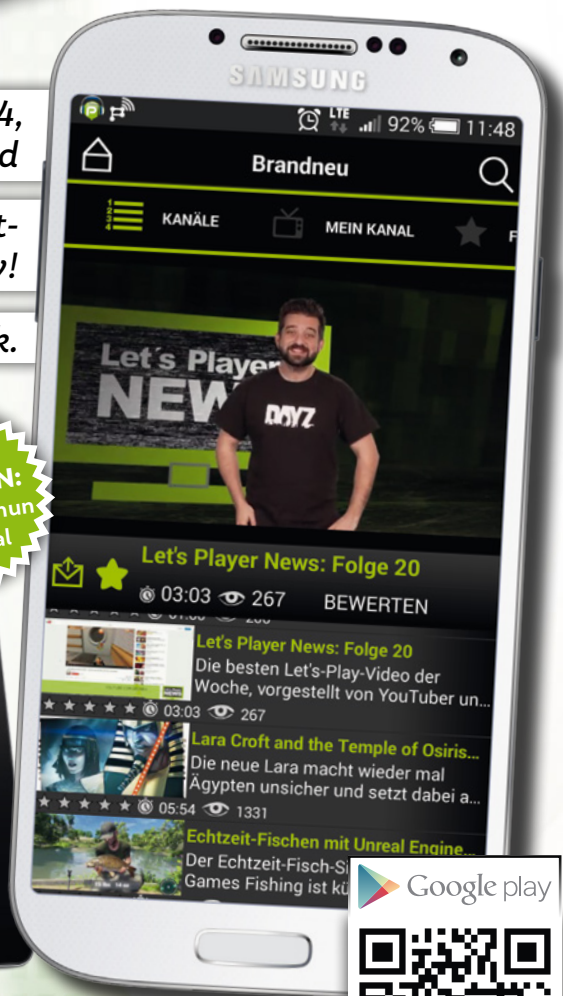 4,
d
t-
!
k.
N:
nun
al
SAMSUNG
LTE 92% 11:48
Brandneu
KANÄLE MEIN KANAL F
Let's Player
NEW
DAYZ
Let's Player News: Folge 20
03:03 267 BEWERTEN
Let's Player News: Folge 20
Die besten Let's-Play-Video der
Woche, vorgestellt von YouTuber un...
03:03 267
Lara Croft and the Temple of Osiris...
Die neue Lara macht wieder mal
Ägypten unsicher und setzt dabei a...
05:54 1331
Echtzeit-Fischen mit Unreal Engine...
Der Echtzeit-Fisch-Si
Games Fishing ist kü
Google play